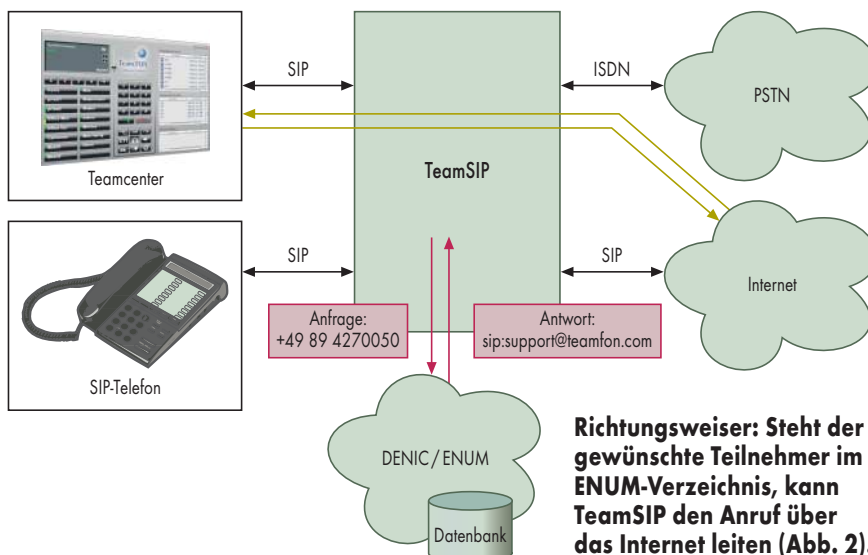 SIP
ISDN
PSTN
Teamcenter
TeamSIP
SIP
SIP
Internet
SIP-Telefon
Anfrage:
+49 89 4270050
Antwort:
sip:support@teamfon.com
DENIC/ENUM
Datenbank
Richtungsweiser: Steht der
gewünschte Teilnehmer im
ENUM-Verzeichnis, kann
TeamSIP den Anruf über
das Internet leiten (Abb. 2).